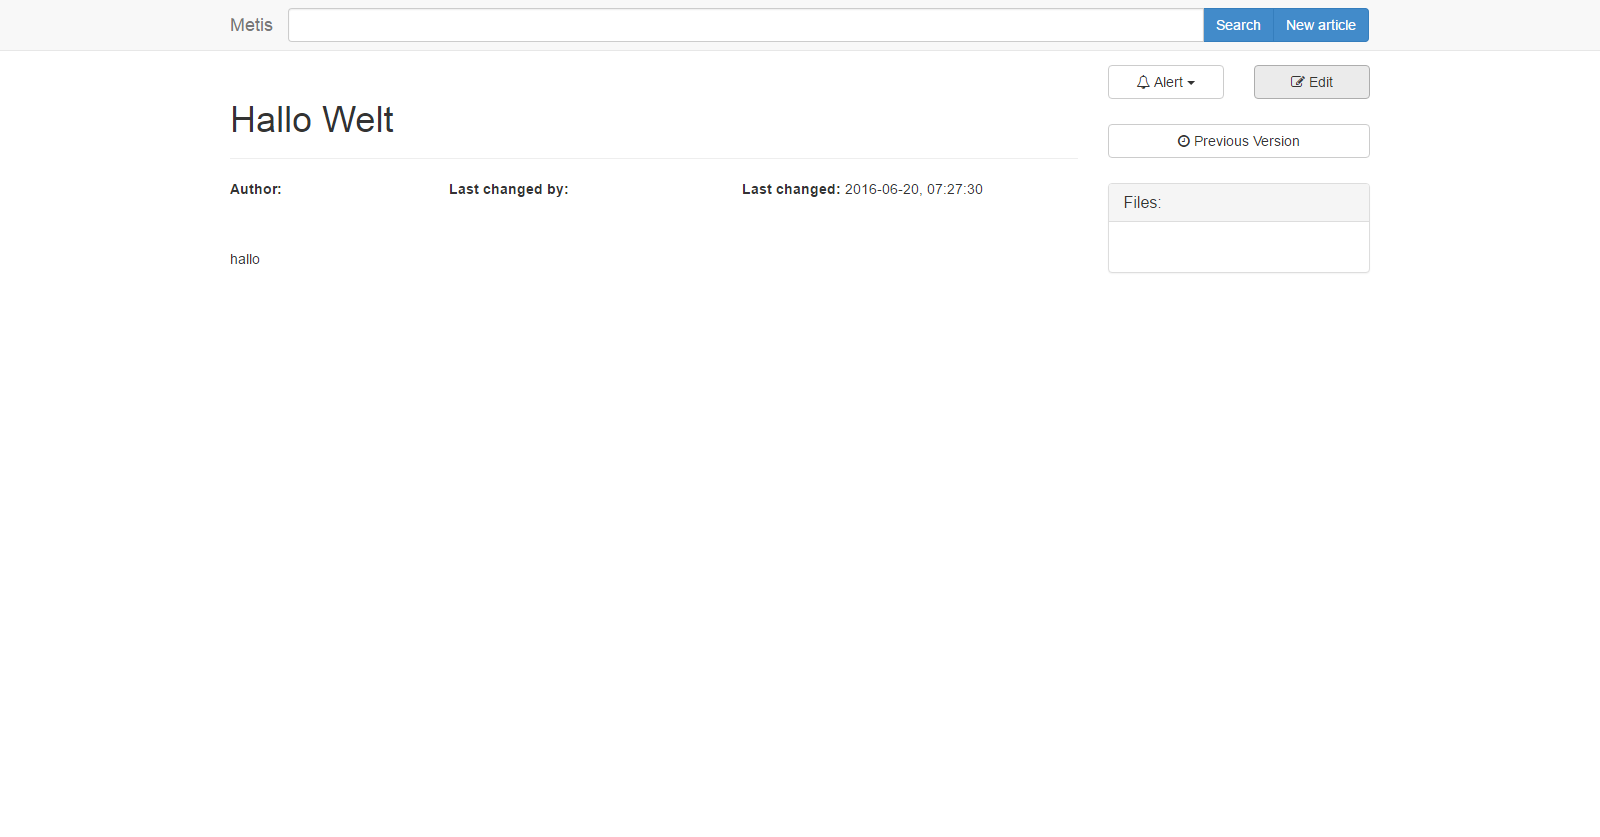 Metis Search New article
Alert Edit
Hallo Welt
Previous Version
Author: Last changed by: Last changed: 2016-06-20, 07:27:30
Files:
hallo